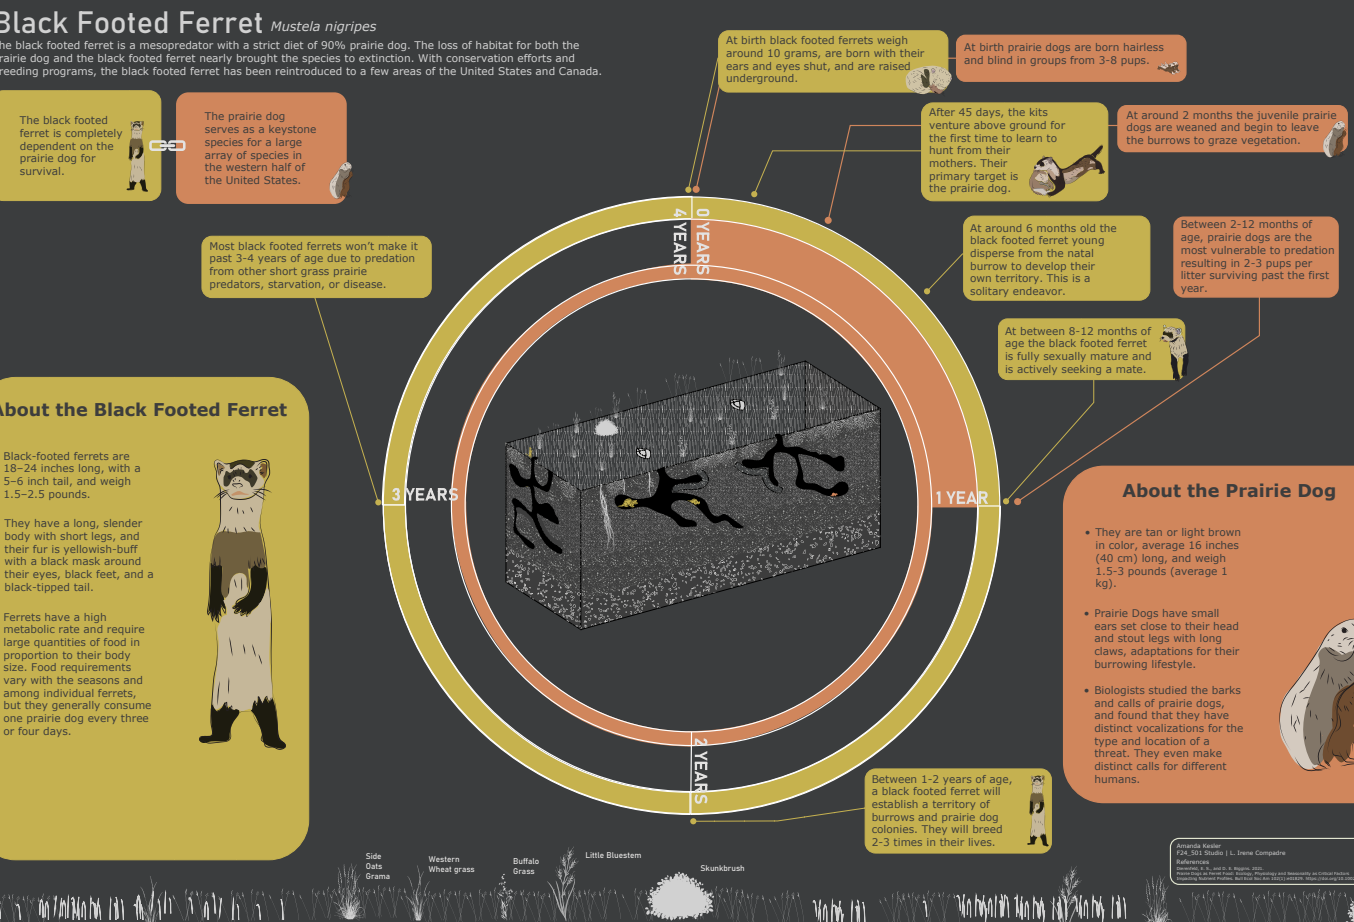 Black Footed Ferret Mustela nigripes
he black footed ferret is a mesopredator with a strict diet of 90% prairie dog. The loss of habitat for both the
rairie dog and the black footed ferret nearly brought the species to extinction. With conservation efforts and
reeding programs, the black footed ferret has been reintroduced to a few areas of the United States and Canada.
The black footed
ferret is completely
dependent on the
prairie dog for
survival.
The prairie dog
serves as a keystone
species for a large
array of species in
the western half of
the United States.
At birth black footed ferrets weigh
around 10 grams, are born with their
ears and eyes shut, and are raised
underground.
At birth prairie dogs are born hairless
and blind in groups from 3-8 pups.
After 45 days, the kits
venture above ground for
the first time to learn to
hunt from their
mothers. Their
primary target is
the prairie dog.
At around 2 months the juvenile prairie
dogs are weaned and begin to leave
the burrows to graze vegetation.
At around 6 months old the
black footed ferret young
disperse from the natal
burrow to develop their
own territory. This is a
solitary endeavor.
Between 2-12 months of
age, prairie dogs are the
most vulnerable to predation
resulting in 2-3 pups per
litter surviving past the first
year.
At between 8-12 months of
age the black footed ferret
is fully sexually mature and
is actively seeking a mate.
Most black footed ferrets won't make it
past 3-4 years of age due to predation
from other short grass prairie
predators, starvation, or disease.
0 YEARS
4 YEARS
3 YEARS
1 YEAR
2 YEARS
About the Black Footed Ferret
Black-footed ferrets are
18–24 inches long, with a
5–6 inch tail, and weigh
1.5–2.5 pounds.
They have a long, slender
body with short legs, and
their fur is yellowish-buff
with a black mask around
their eyes, black feet, and a
black-tipped tail.
Ferrets have a high
metabolic rate and require
large quantities of food in
proportion to their body
size. Food requirements
vary with the seasons and
among individual ferrets,
but they generally consume
one prairie dog every three
or four days.
About the Prairie Dog
• They are tan or light brown
in color, average 16 inches
(40 cm) long, and weigh
1.5-3 pounds (average 1
kg).
• Prairie Dogs have small
ears set close to their head
and stout legs with long
claws, adaptations for their
burrowing lifestyle.
• Biologists studied the barks
and calls of prairie dogs,
and found that they have
distinct vocalizations for the
type and location of a
threat. They even make
distinct calls for different
humans.
Between 1-2 years of age,
a black footed ferret will
establish a territory of
burrows and prairie dog
colonies. They will breed
2-3 times in their lives.
Side
Oats
Grama
Western
Wheat grass
Buffalo
Grass
Little Bluestem
Skunkbrush
Amanda Kesler
F24_501 Studio | L. Irene Compadre
References